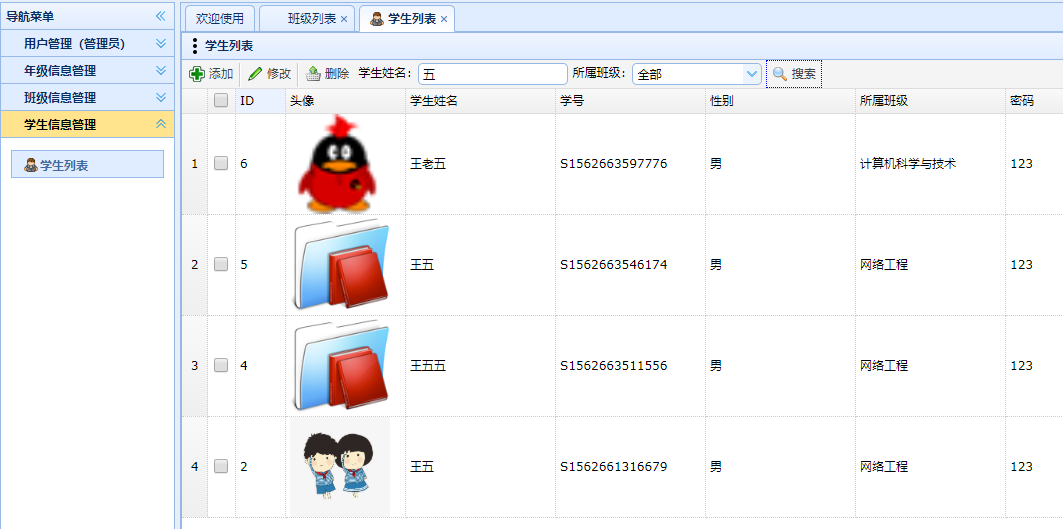 导航菜单
用户管理（管理员）
年级信息管理
班级信息管理
学生信息管理
学生列表
欢迎使用 班级列表 学生列表
学生列表
添加 修改 删除 学生姓名: 五 所属班级: 全部 搜索
ID 头像 学生姓名 学号 性别 所属班级 密码
1 6 王老五 S1562663597776 男 计算机科学与技术 123
2 5 王五 S1562663546174 男 网络工程 123
3 4 王五五 S1562663511556 男 网络工程 123
4 2 王五 S1562661316679 男 网络工程 123